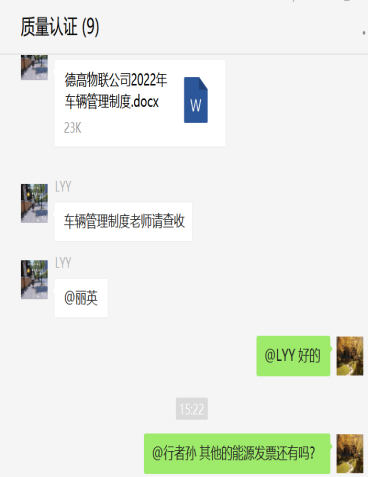 质量认证 (9)
德高物联公司2022年
车辆管理制度.docx
W
23K
LYY
车辆管理制度老师请查收
LYY
@丽英
@LYY 好的
15:22
@行者孙 其他的能源发票还有吗?